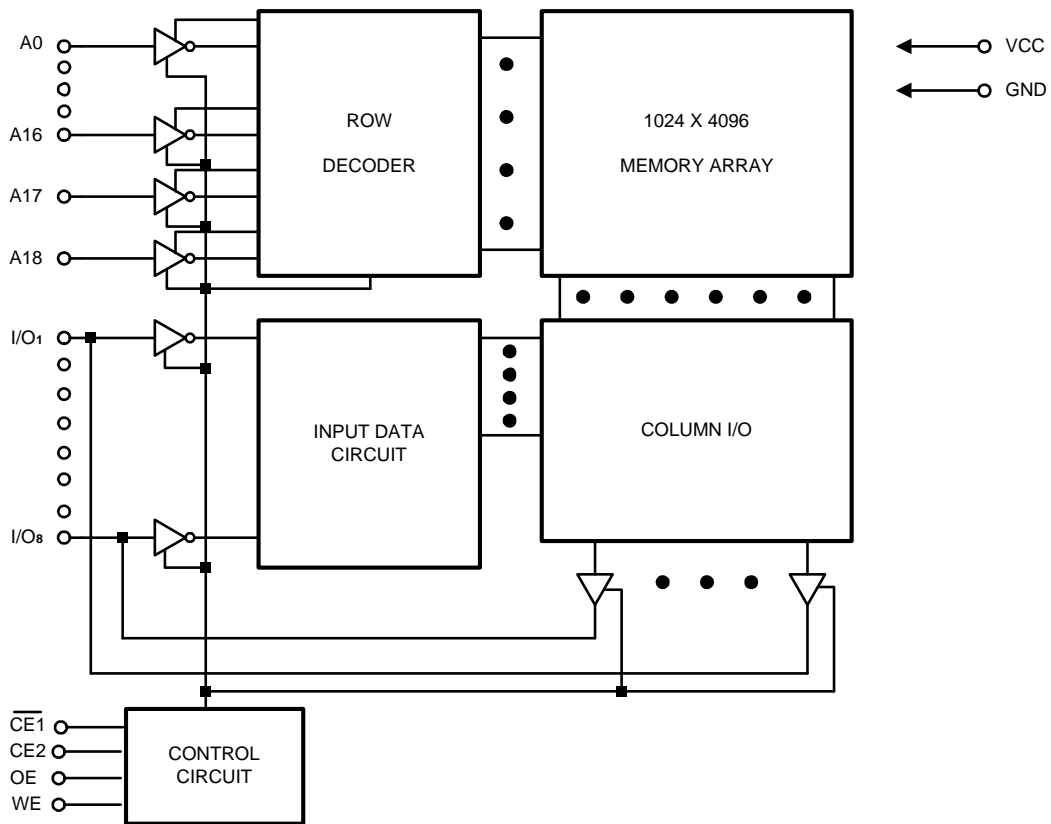 A0
VCC
GND
ROW
DECODER
1024 X 4096
MEMORY ARRAY
A16
A17
A18
I/O1
INPUT DATA
CIRCUIT
COLUMN I/O
I/O8
CE1
CE2
OE
WE
CONTROL
CIRCUIT